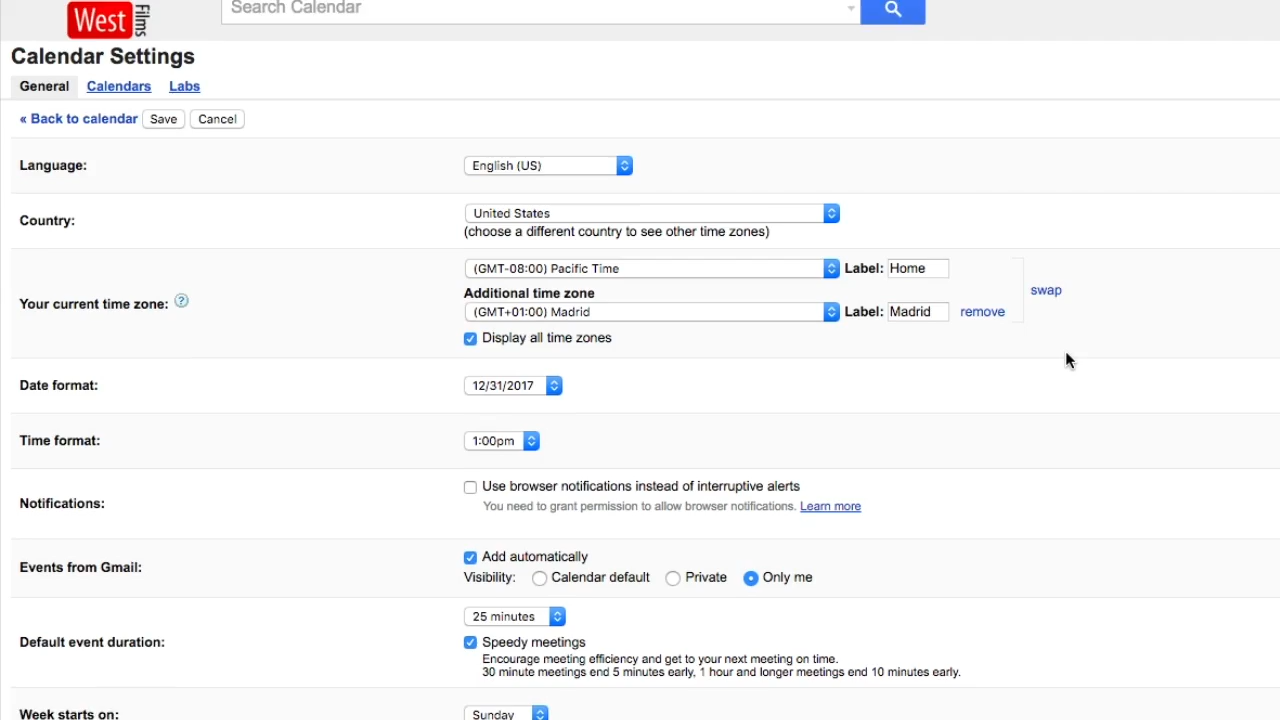 West Films
Search Calendar
Calendar Settings
General Calendars Labs
« Back to calendar Save Cancel
Language: English (US)
Country: United States
(choose a different country to see other time zones)
Your current time zone: ? (GMT-08:00) Pacific Time Label: Home
Additional time zone
(GMT+01:00) Madrid Label: Madrid remove
swap
Display all time zones
Date format: 12/31/2017
Time format: 1:00pm
Notifications: Use browser notifications instead of interruptive alerts
You need to grant permission to allow browser notifications. Learn more
Events from Gmail: Add automatically
Visibility: Calendar default Private Only me
Default event duration: 25 minutes
Speedy meetings
Encourage meeting efficiency and get to your next meeting on time.
30 minute meetings end 5 minutes early, 1 hour and longer meetings end 10 minutes early.
Week starts on: Sunday